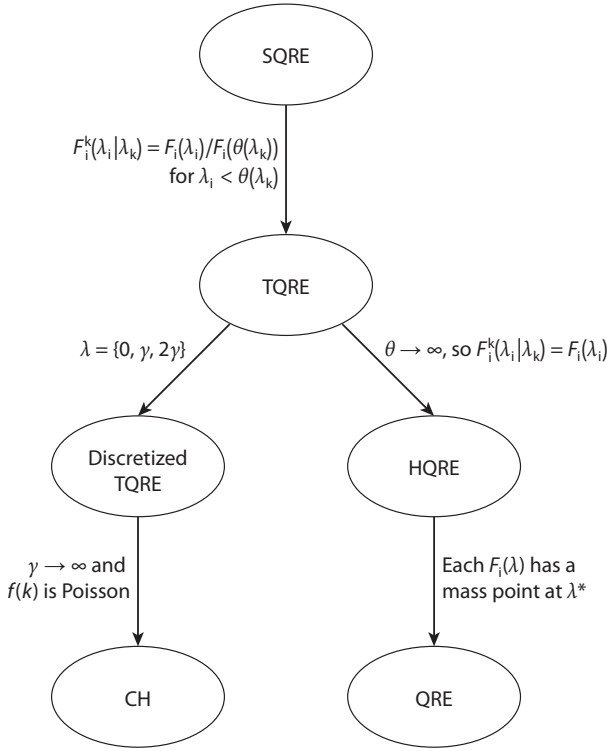 SQRE
F_i^k(λ_i|λ_k) = F_i(λ_i)/F_i(θ(λ_k))
for λ_i < θ(λ_k)
TQRE
λ = {0, γ, 2γ}
θ → ∞, so F_i^k(λ_i|λ_k) = F_i(λ_i)
Discretized
TQRE
HQRE
γ → ∞ and
f(k) is Poisson
Each F_i(λ) has a
mass point at λ*
CH
QRE